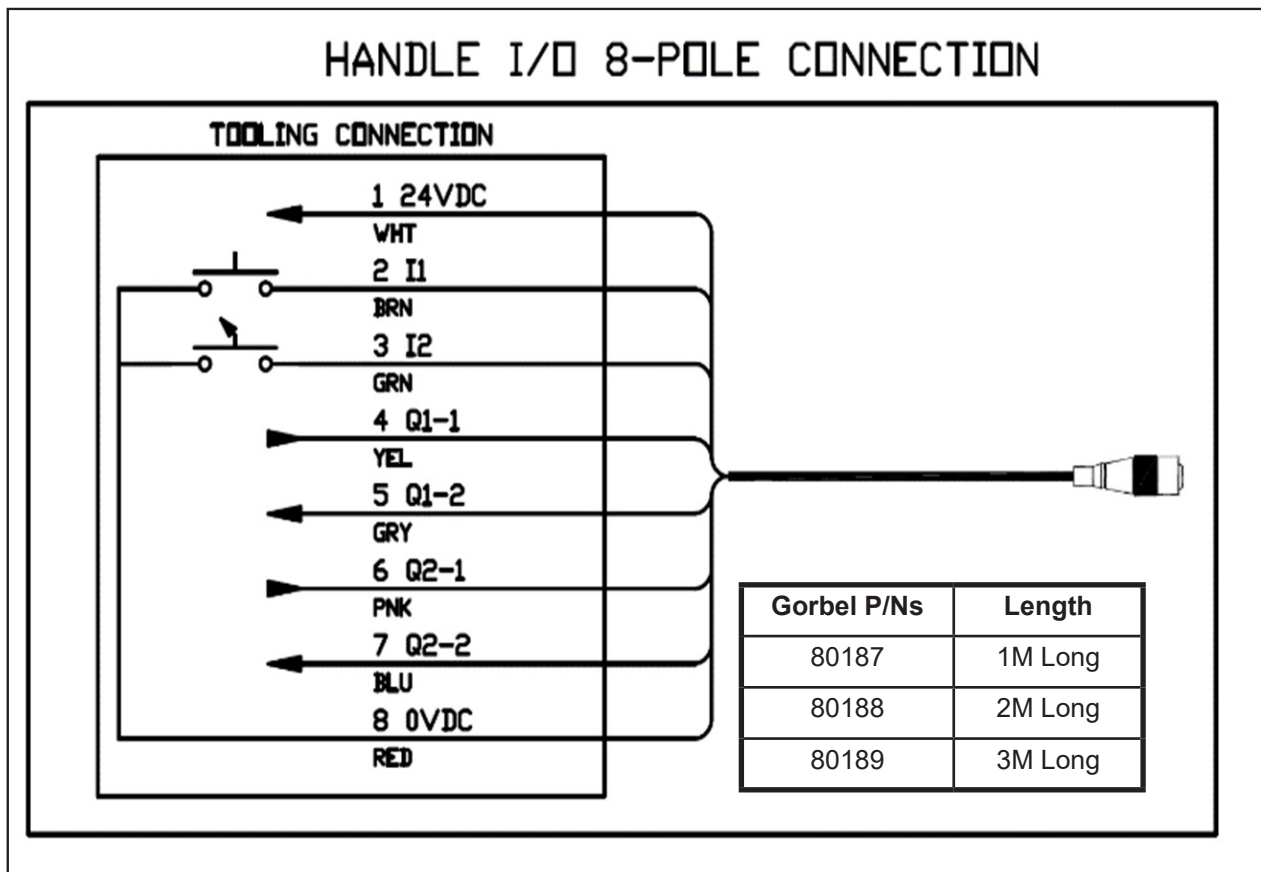 HANDLE I/O 8-POLE CONNECTION
TOOLING CONNECTION
1 24VDC
WHT
2 I1
BRN
3 I2
GRN
4 Q1-1
YEL
5 Q1-2
GRY
6 Q2-1
PNK
7 Q2-2
BLU
8 0VDC
RED
Gorbel P/Ns Length
80187 1M Long
80188 2M Long
80189 3M Long